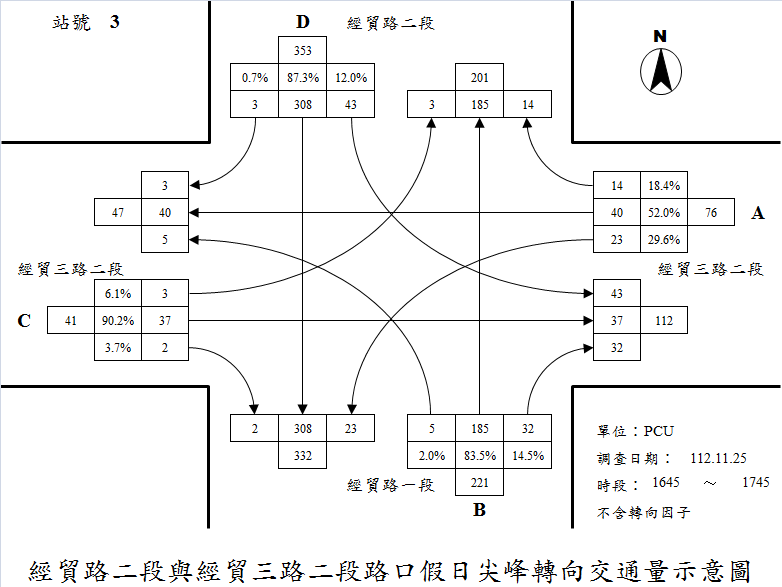 站號 3
D 經貿路二段
N
353
201
0.7% 87.3% 12.0%
3 308 43
3 185 14
3
14 18.4%
47 40
40 52.0% 76 A
5
23 29.6%
經貿三路二段
經貿三路二段
6.1% 3
43
C 41 90.2% 37
37 112
3.7% 2
32
2 308 23
5 185 32
332
2.0% 83.5% 14.5%
經貿路一段
221
B
單位：PCU
調查日期： 112.11.25
時段： 1645 ～ 1745
不含轉向因子
經貿路二段與經貿三路二段路口假日尖峰轉向交通量示意圖